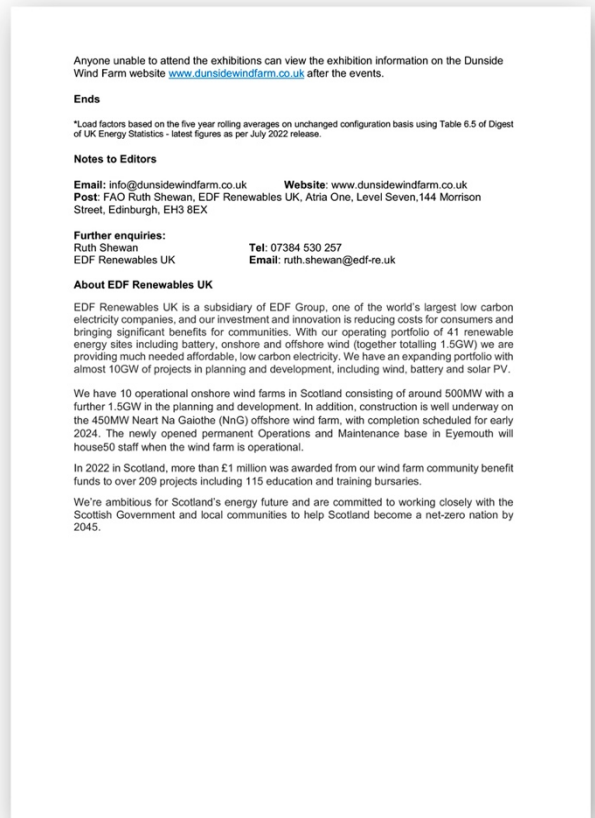 Anyone unable to attend the exhibitions can view the exhibition information on the Dunside
Wind Farm website www.dunsidewindfarm.co.uk after the events.
Ends
*Load factors based on the five year rolling averages on unchanged configuration basis using Table 6.5 of Digest
of UK Energy Statistics - latest figures as per July 2022 release.
Notes to Editors
Email: info@dunsidewindfarm.co.uk Website: www.dunsidewindfarm.co.uk
Post: FAO Ruth Shewan, EDF Renewables UK, Atria One, Level Seven,144 Morrison
Street, Edinburgh, EH3 8EX
Further enquiries:
Ruth Shewan Tel: 07384 530 257
EDF Renewables UK Email: ruth.shewan@edf-re.uk
About EDF Renewables UK
EDF Renewables UK is a subsidiary of EDF Group, one of the world's largest low carbon
electricity companies, and our investment and innovation is reducing costs for consumers and
bringing significant benefits for communities. With our operating portfolio of 41 renewable
energy sites including battery, onshore and offshore wind (together totalling 1.5GW) we are
providing much needed affordable, low carbon electricity. We have an expanding portfolio with
almost 10GW of projects in planning and development, including wind, battery and solar PV.
We have 10 operational onshore wind farms in Scotland consisting of around 500MW with a
further 1.5GW in the planning and development. In addition, construction is well underway on
the 450MW Neart Na Gaiothe (NnG) offshore wind farm, with completion scheduled for early
2024. The newly opened permanent Operations and Maintenance base in Eyemouth will
house50 staff when the wind farm is operational.
In 2022 in Scotland, more than £1 million was awarded from our wind farm community benefit
funds to over 209 projects including 115 education and training bursaries.
We're ambitious for Scotland's energy future and are committed to working closely with the
Scottish Government and local communities to help Scotland become a net-zero nation by
2045.